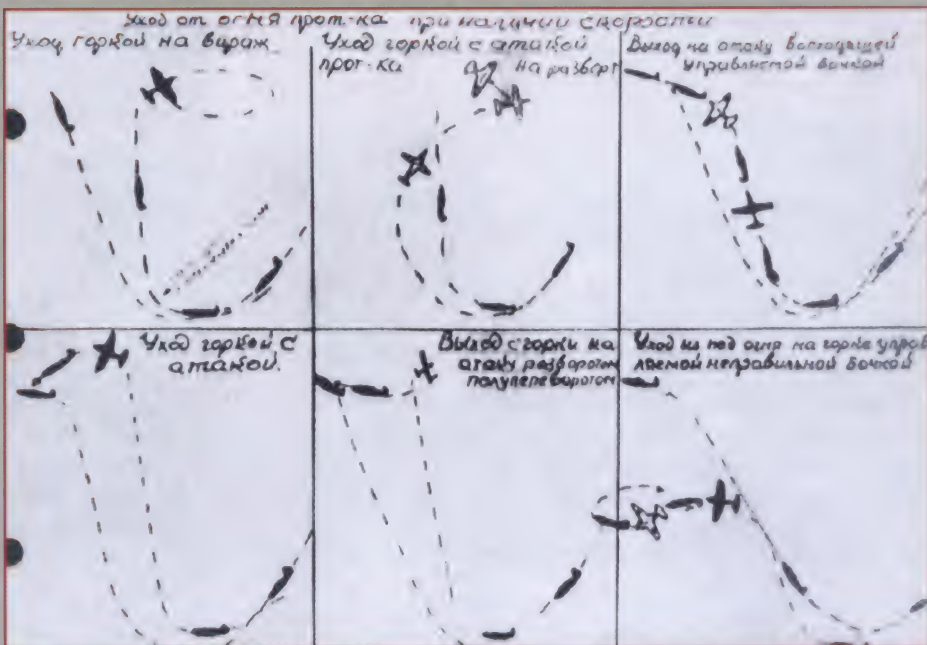 Уход от огня прот-ка при наличии скорости
Уход горкой на вираж
Уход горкой с атакой
прот-ка на разворт
Выход на атаку восходящей
управляемой бочкой
Уход горкой с
атакой.
Выход с горки на
атаку разворотом
полупереворотом
Уход из под огня на горке управ
ляемой неправильной бочкой